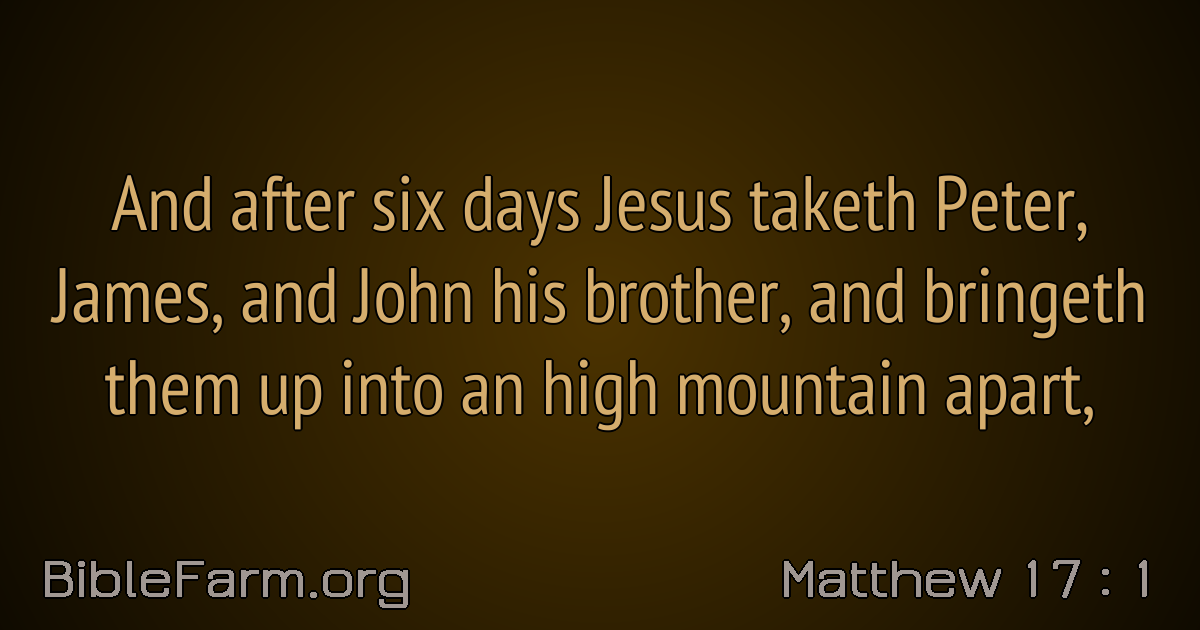 And after six days Jesus taketh Peter,
James, and John his brother, and bringeth
them up into an high mountain apart,
BibleFarm.org
Matthew 17 : 1